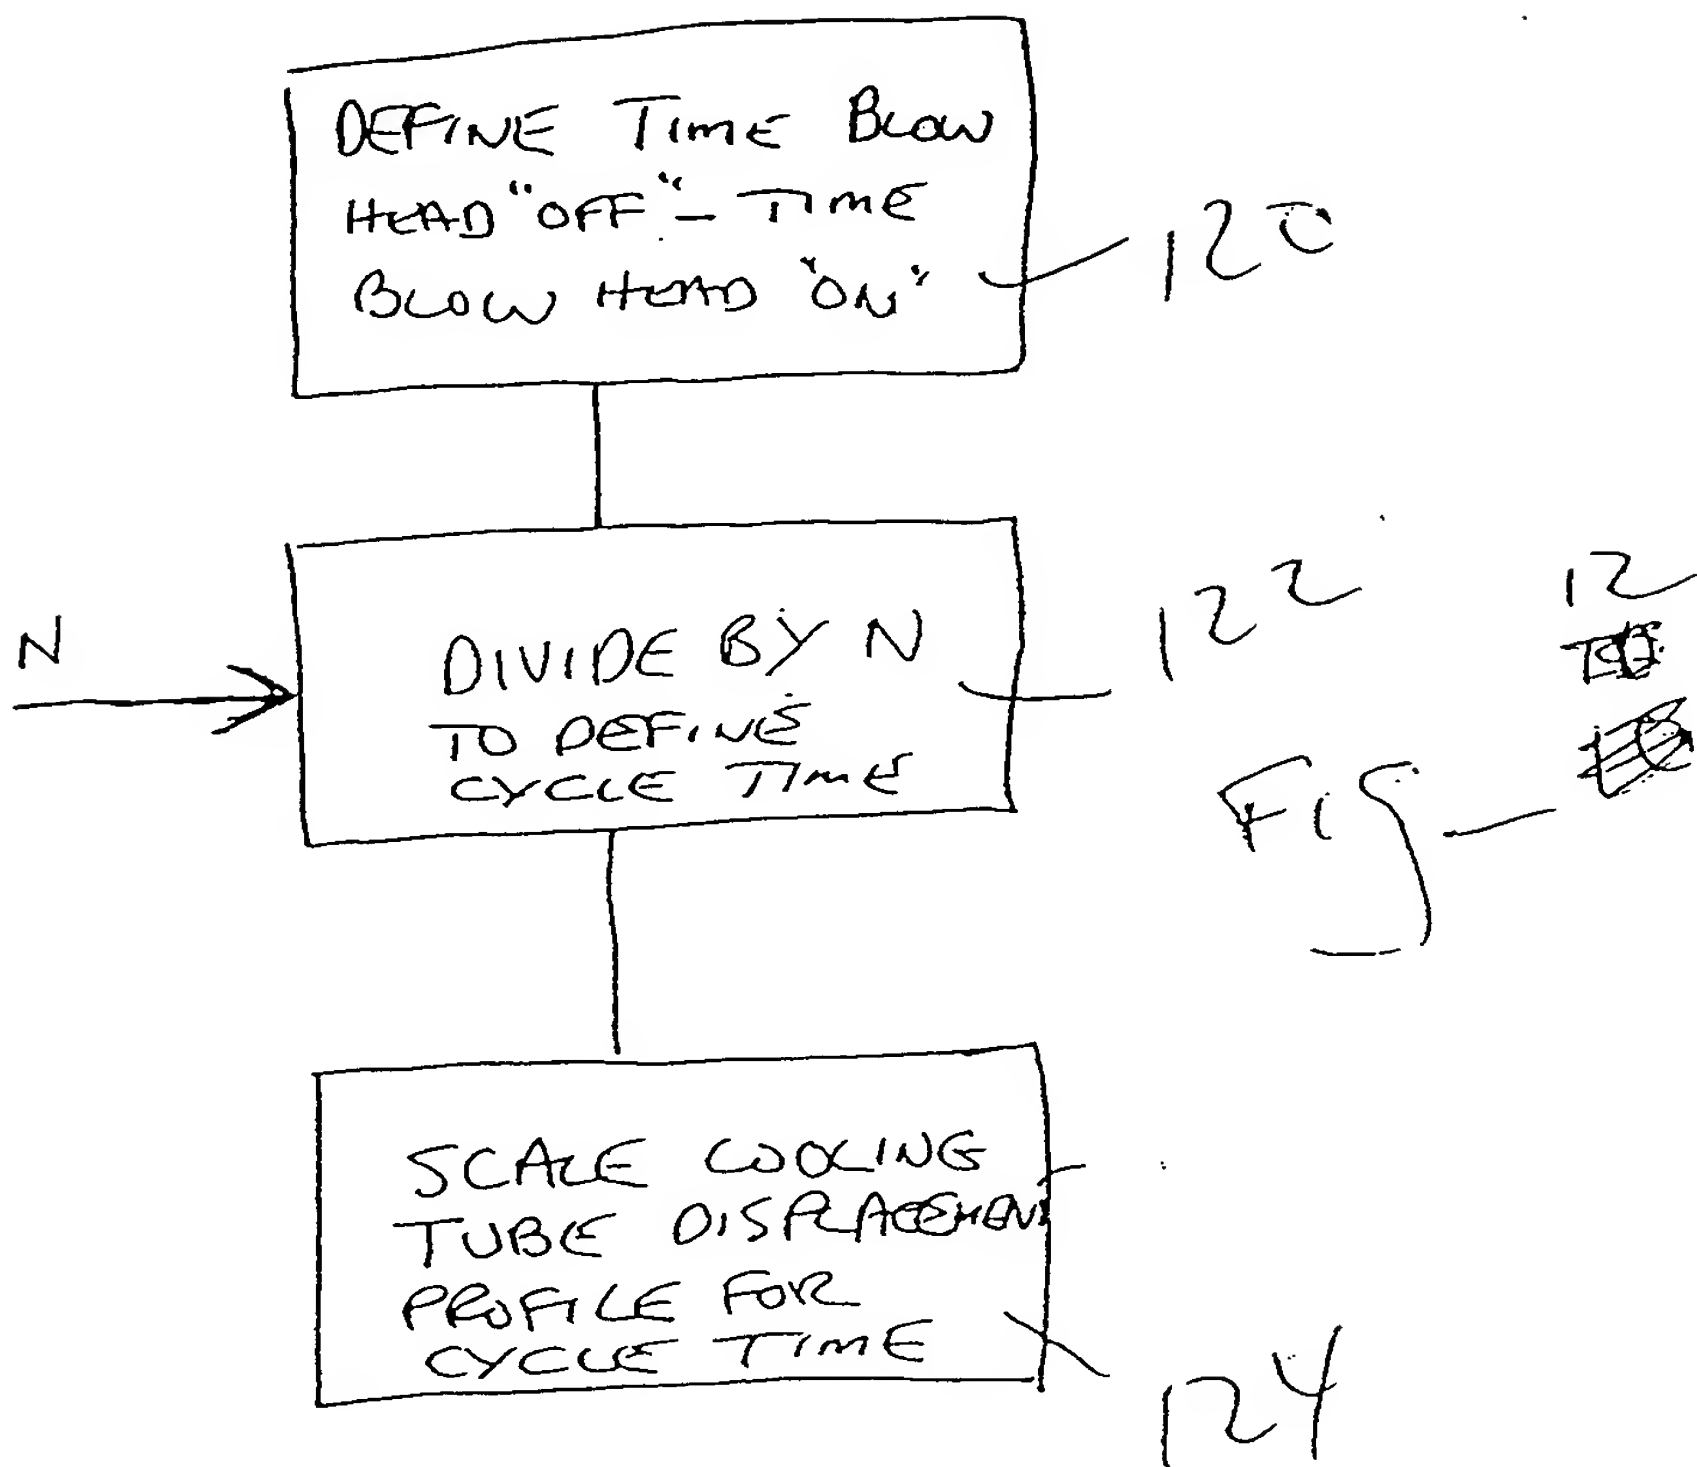 DEFINE TIME BLOW
HEAD "OFF" - TIME
BLOW HEAD "ON"
120
N
DIVIDE BY N
TO DEFINE
CYCLE TIME
122
12
Fig
SCALE COOLING
TUBE DISPLACEMENT
PROFILE FOR
CYCLE TIME
124